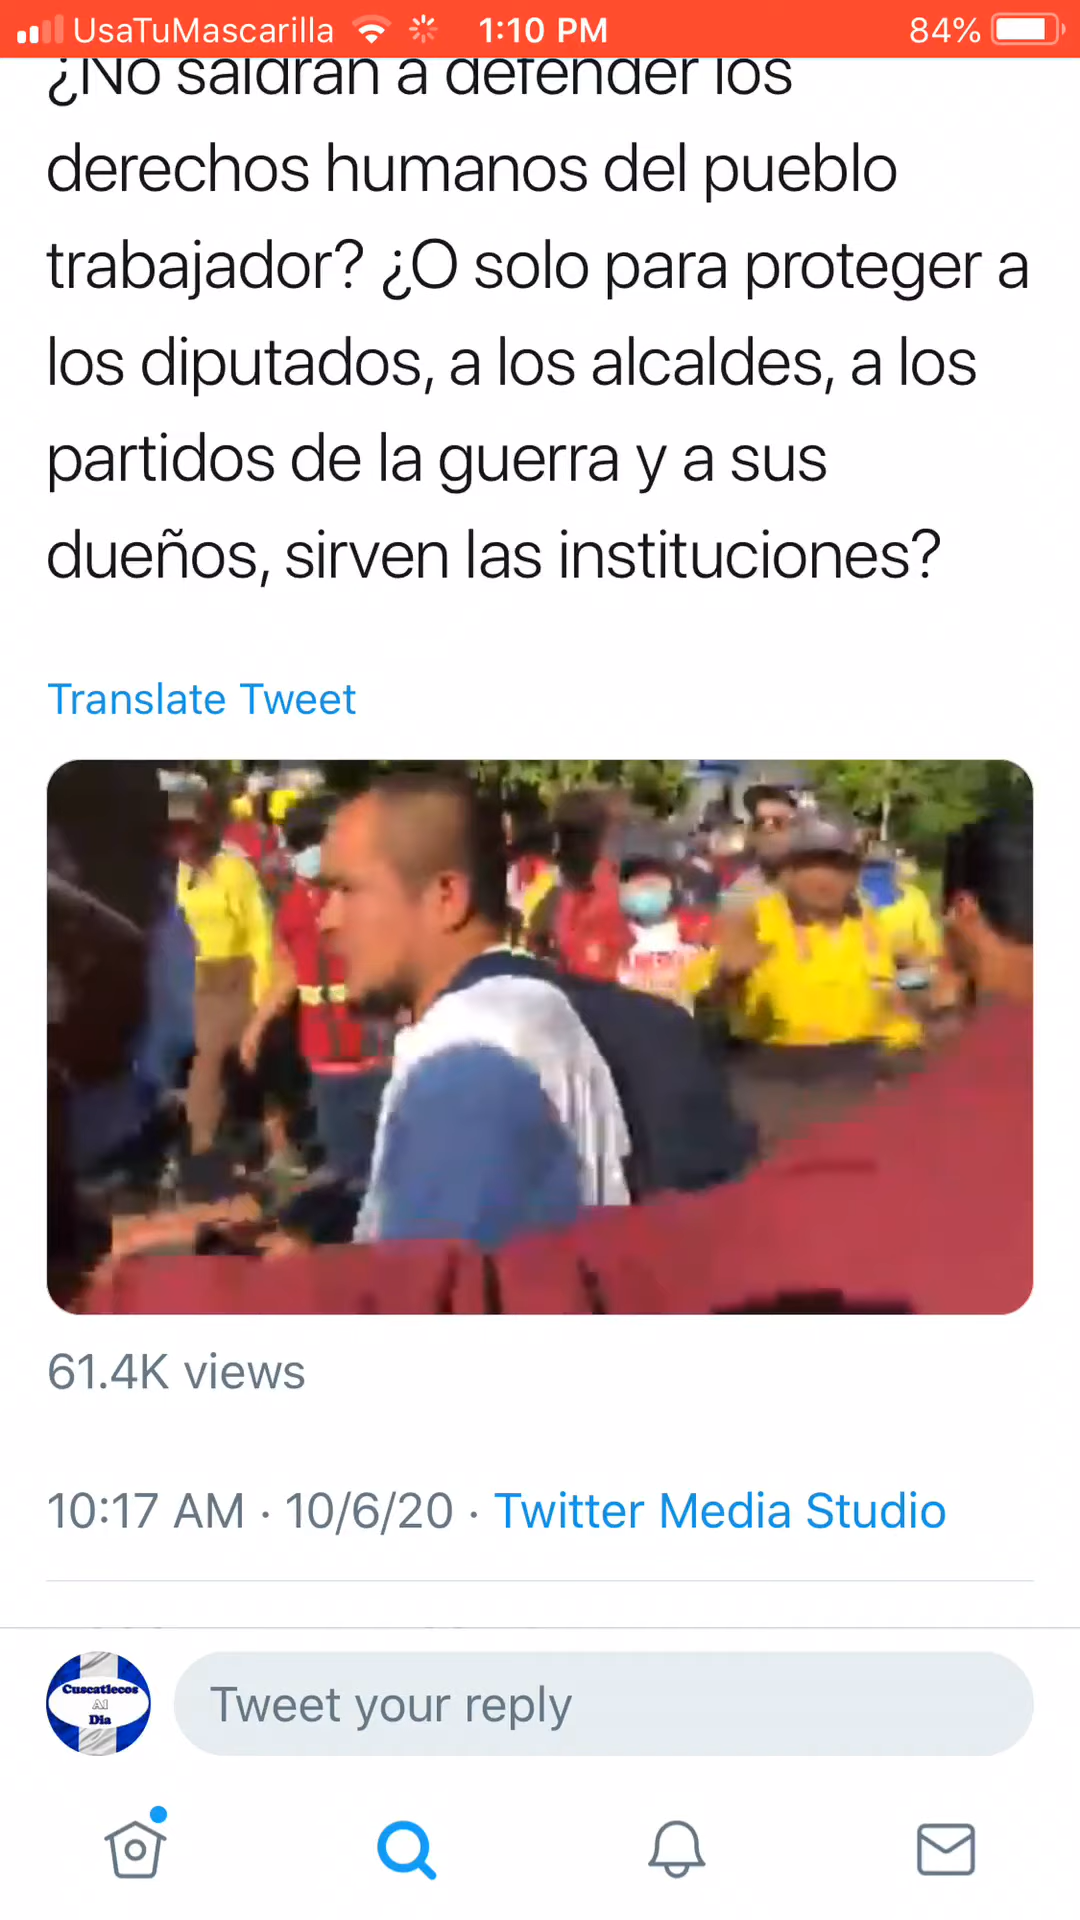 UsaTuMascarilla 1:10 PM 84%
¿No saldrán a defender los
derechos humanos del pueblo
trabajador? ¿O solo para proteger a
los diputados, a los alcaldes, a los
partidos de la guerra y a sus
dueños, sirven las instituciones?
Translate Tweet
61.4K views
10:17 AM · 10/6/20 · Twitter Media Studio
Cuscatlecos
Al
Dia
Tweet your reply